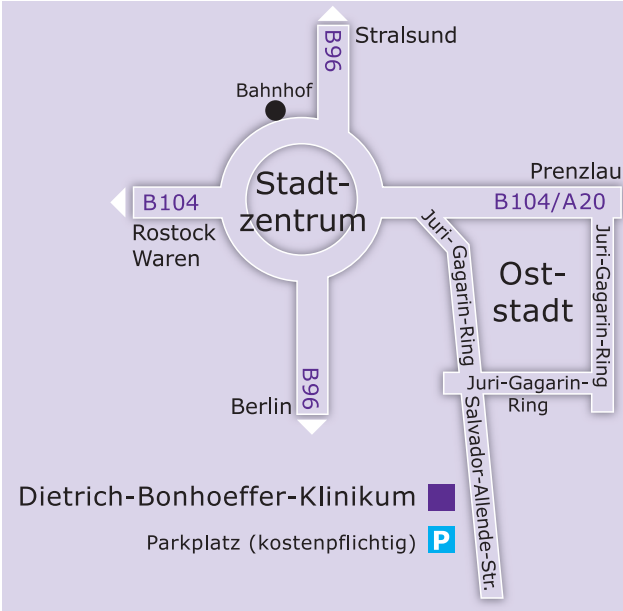 B96
Stralsund
Bahnhof
Prenzlau
B104
Stadt-
zentrum
B104/A20
Rostock
Waren
Juri-Gagarin-Ring
Juri-Gagarin-Ring
Ost-
stadt
Juri-Gagarin-
Ring
Berlin
B96
Salvador-Allende-Str.
Dietrich-Bonhoeffer-Klinikum
Parkplatz (kostenpflichtig)
P